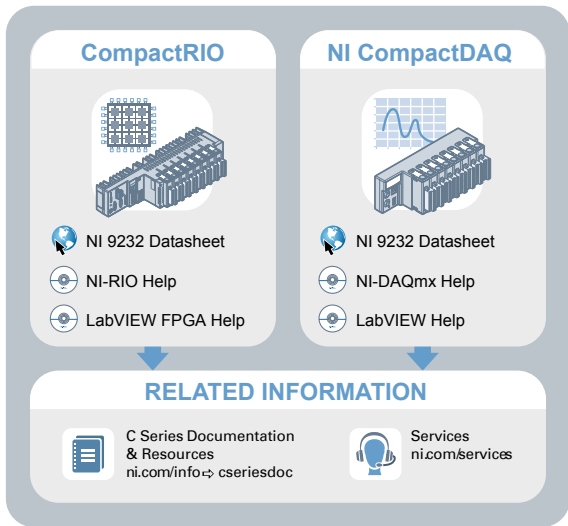 CompactRIO
NI 9232 Datasheet
NI-RIO Help
LabVIEW FPGA Help
NI CompactDAQ
NI 9232 Datasheet
NI-DAQmx Help
LabVIEW Help
RELATED INFORMATION
C Series Documentation
& Resources
ni.com/info ⇨ cseriesdoc
Services
ni.com/services